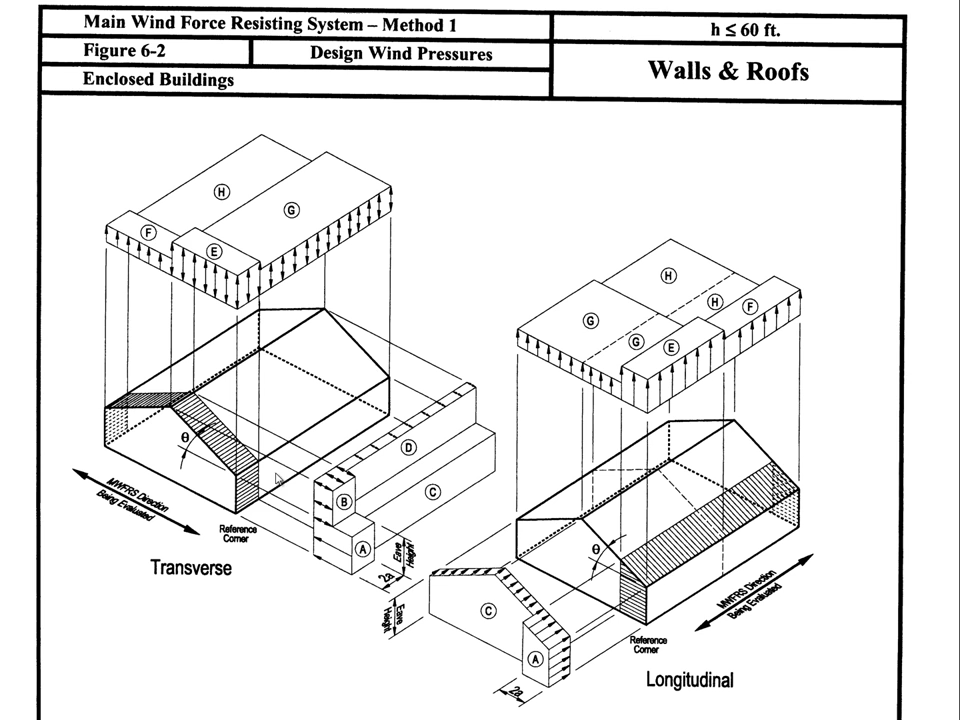 Main Wind Force Resisting System – Method 1
h ≤ 60 ft.
Figure 6-2
Design Wind Pressures
Walls & Roofs
Enclosed Buildings
H
G
F
E
θ
D
C
B
A
MWFRS Direction
Being Evaluated
Reference
Corner
Eave
Height
2a
Transverse
H
H
G
G
F
E
θ
Eave
Height
C
A
2a
MWFRS Direction
Being Evaluated
Reference
Corner
Longitudinal